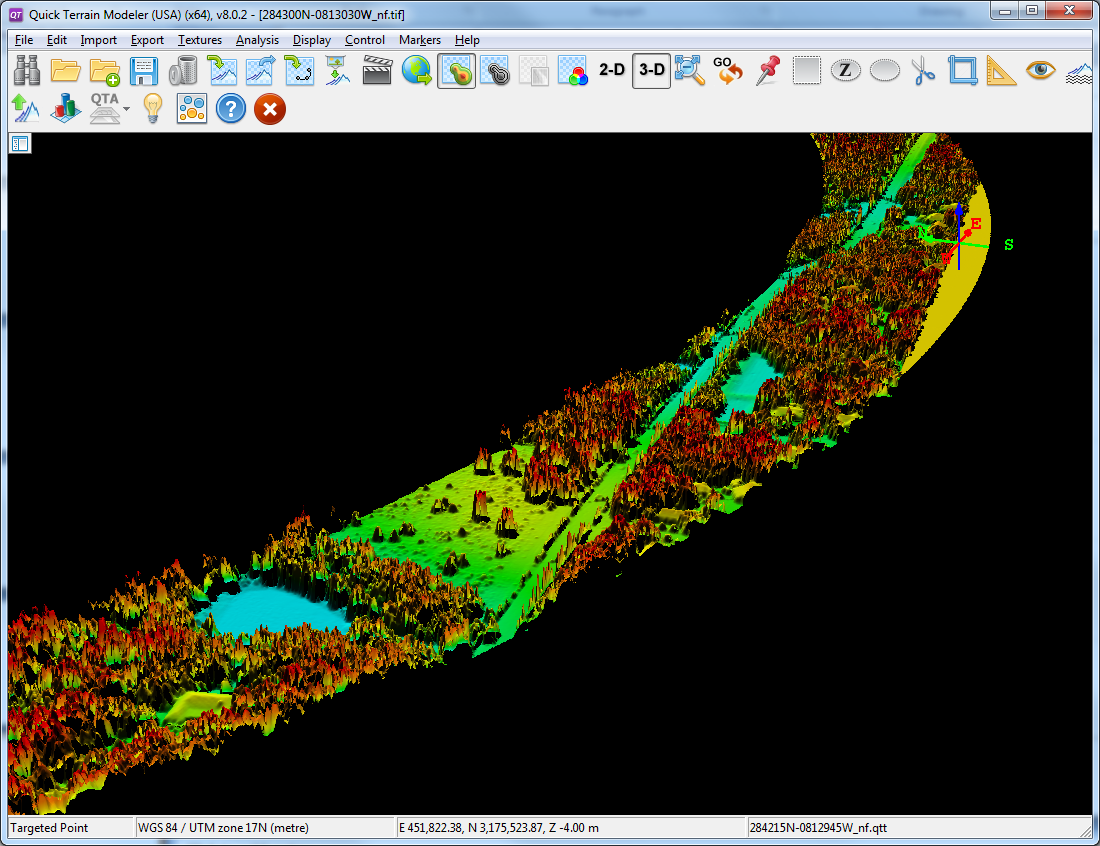 Quick Terrain Modeler (USA) (x64), v8.0.2 - [284300N-0813030W_nf.tif]
File Edit Import Export Textures Analysis Display Control Markers Help
2-D 3-D GO Z
QTA ?
E
N
S
W
Targeted Point WGS 84 / UTM zone 17N (metre) E 451,822.38, N 3,175,523.87, Z -4.00 m 284215N-0812945W_nf.qtt